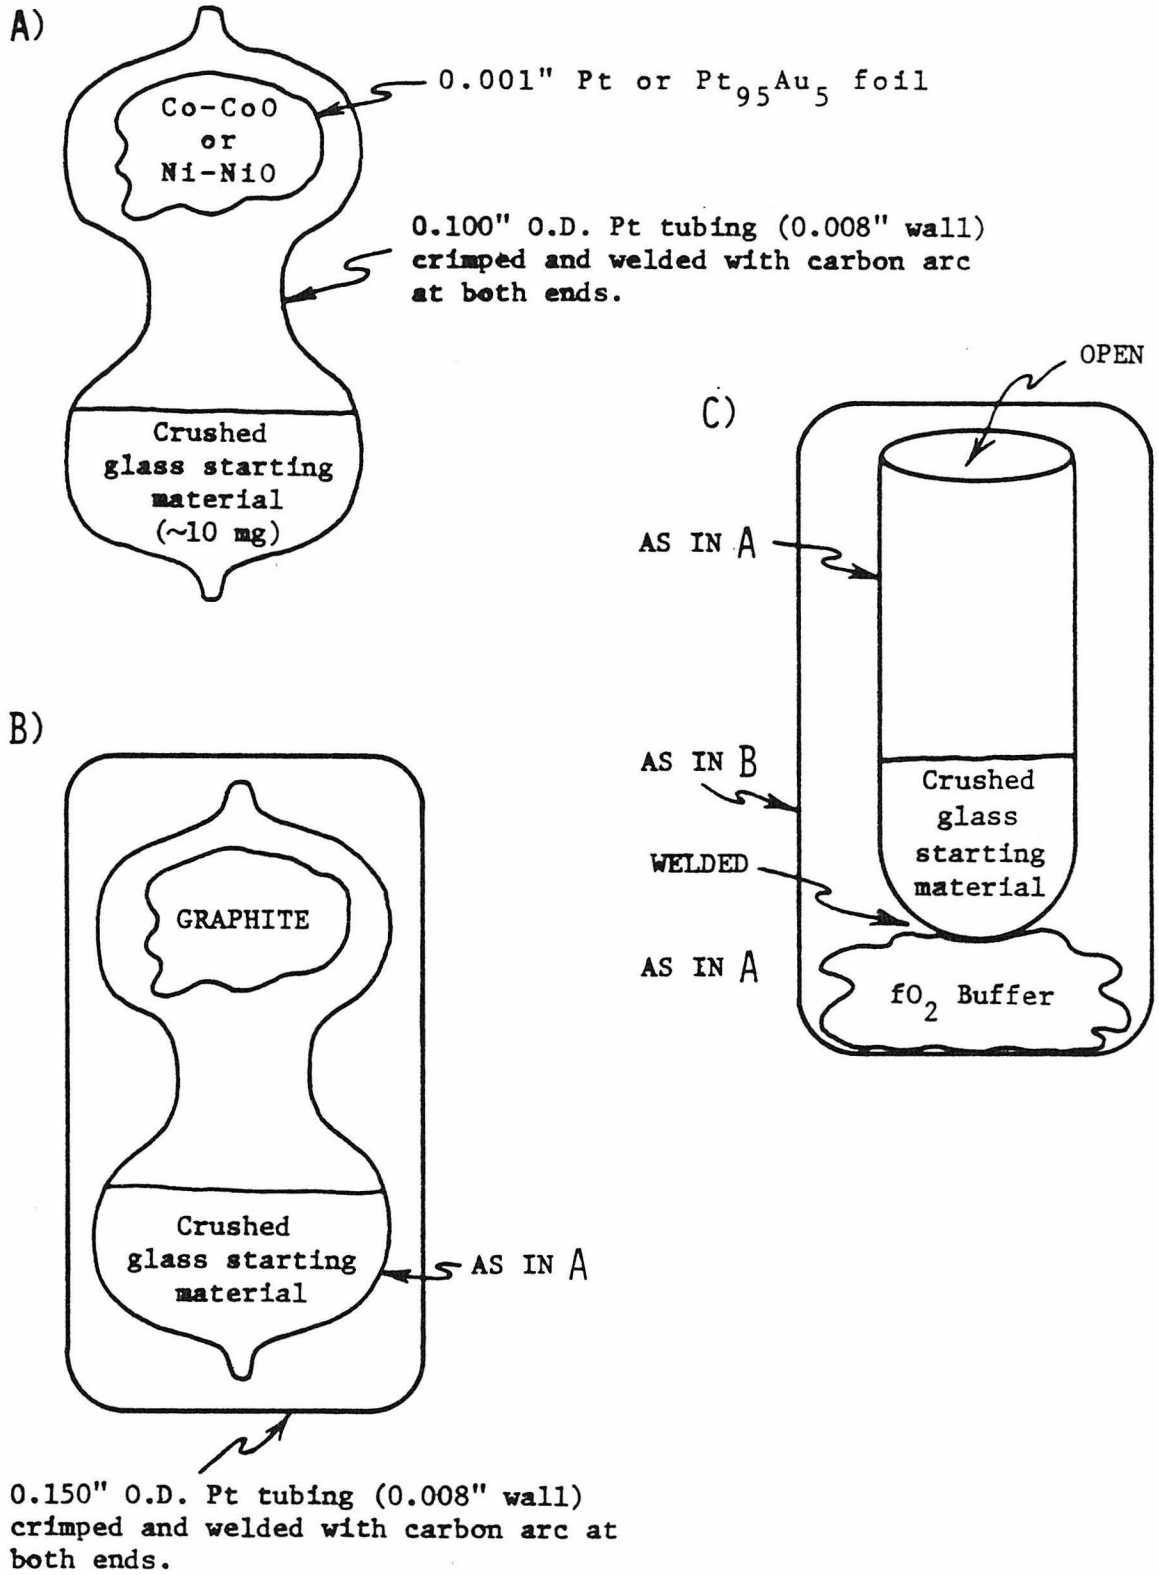 A)
Co-CoO
or
Ni-NiO
0.001" Pt or Pt₉₅Au₅ foil
0.100" O.D. Pt tubing (0.008" wall)
crimped and welded with carbon arc
at both ends.
Crushed
glass starting
material
(~10 mg)
B)
GRAPHITE
Crushed
glass starting
material
AS IN A
0.150" O.D. Pt tubing (0.008" wall)
crimped and welded with carbon arc at
both ends.
C)
OPEN
AS IN A
AS IN B
Crushed
glass
starting
material
WELDED
AS IN A
fO₂ Buffer